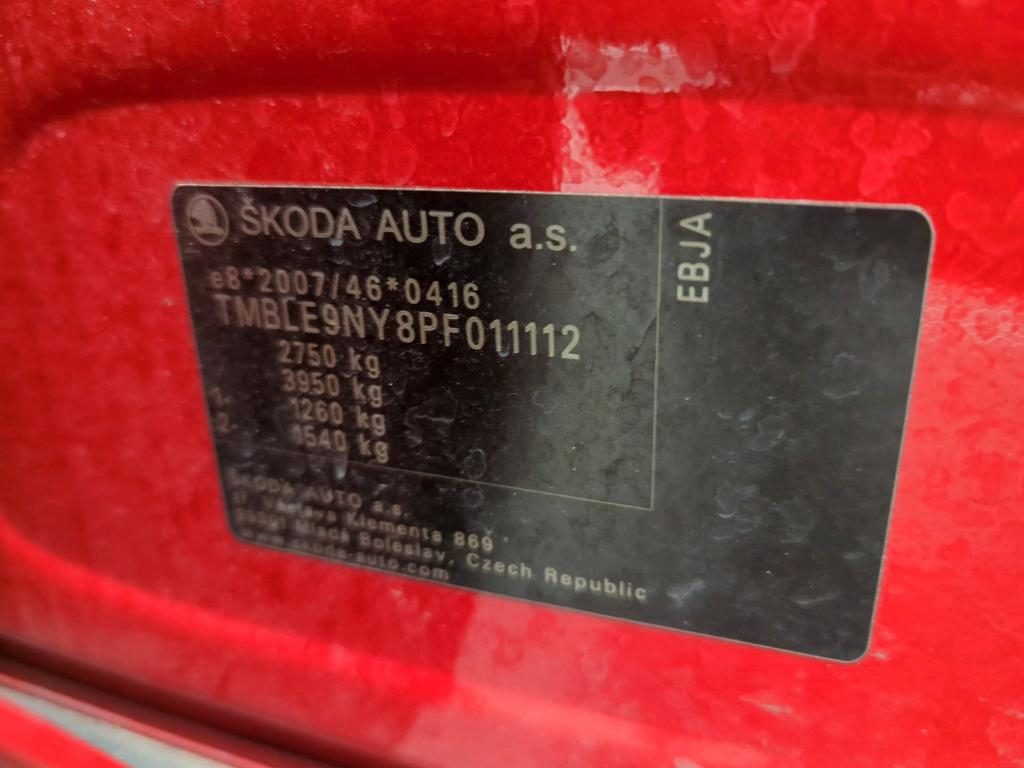 ŠKODA AUTO a.s.
EBJA
e8*2007/46*0416
TMBLE9NY8PF011112
2750 kg
3950 kg
1. 1260 kg
2. 1540 kg
ŠKODA AUTO a.s.
Václava Klementa 869
Mladá Boleslav, Czech Republic
www.skoda-auto.com